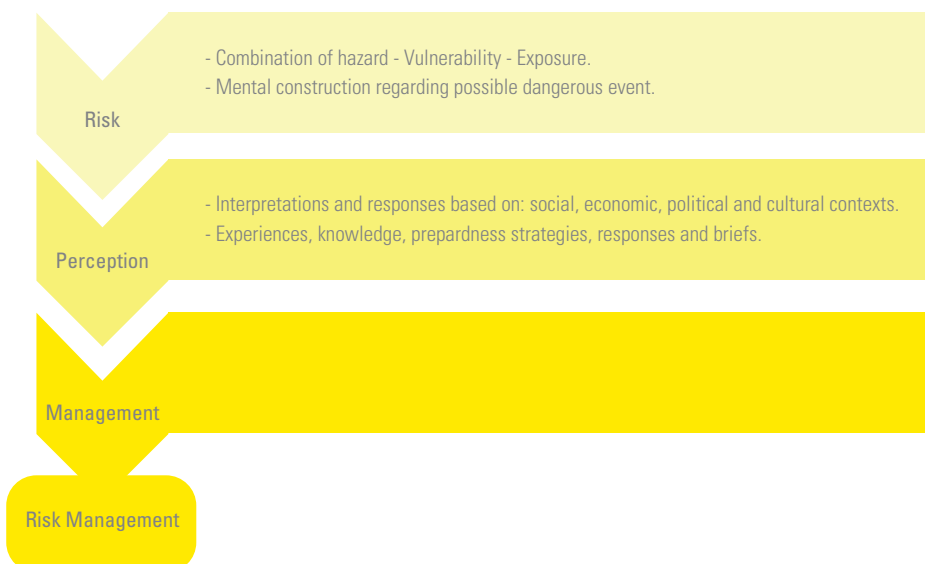 - Combination of hazard - Vulnerability - Exposure.
- Mental construction regarding possible dangerous event.
Risk
- Interpretations and responses based on: social, economic, political and cultural contexts.
- Experiences, knowledge, prepardness strategies, responses and briefs.
Perception
Management
Risk Management